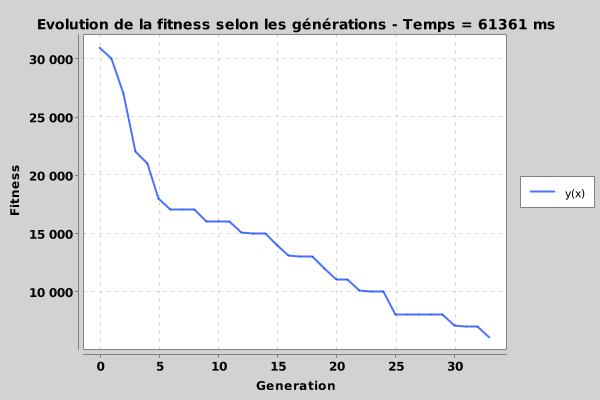 Evolution de la fitness selon les générations - Temps = 61361 ms
Fitness
30 000
25 000
20 000
15 000
10 000
0 5 10 15 20 25 30
Generation
y(x)